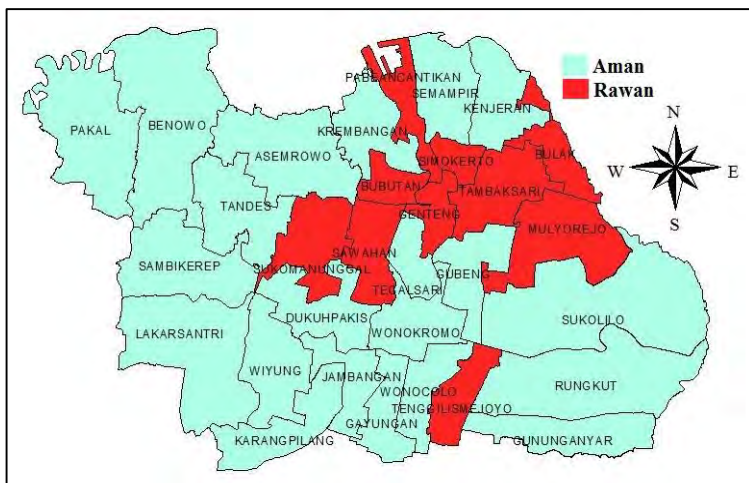 Aman
Rawan
N
W E
S
PABEANCANTIKAN
SEMAMPIR
KENJERAN
PAKAL
BENOWO
KREMBANGAN
ASEMROWO
SIMOKERTO
BULAK
BUBUTAN
TAMBAKSARI
TANDES
GENTENG
MULYOREJO
SAWAHAN
SAMBIKEREP
SUKOMANUNGGAL
GUBENG
TEGALSARI
DUKUHPAKIS
SUKOLILO
LAKARSANTRI
WONOKROMO
WIYUNG
JAMBANGAN
RUNGKUT
WONOCOLO
TENGGILISMEJOYO
GAYUNGAN
KARANGPILANG
GUNUNGANYAR